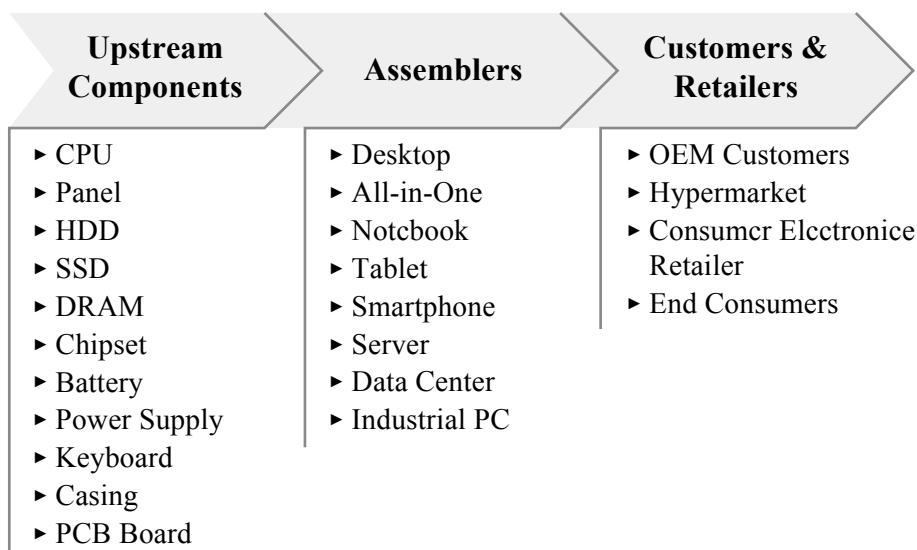 Upstream
Components
Assemblers
Customers &
Retailers
► CPU
► Panel
► HDD
► SSD
► DRAM
► Chipset
► Battery
► Power Supply
► Keyboard
► Casing
► PCB Board
► Desktop
► All-in-One
► Notcbook
► Tablet
► Smartphone
► Server
► Data Center
► Industrial PC
► OEM Customers
► Hypermarket
► Consumcr Elcctronice
Retailer
► End Consumers